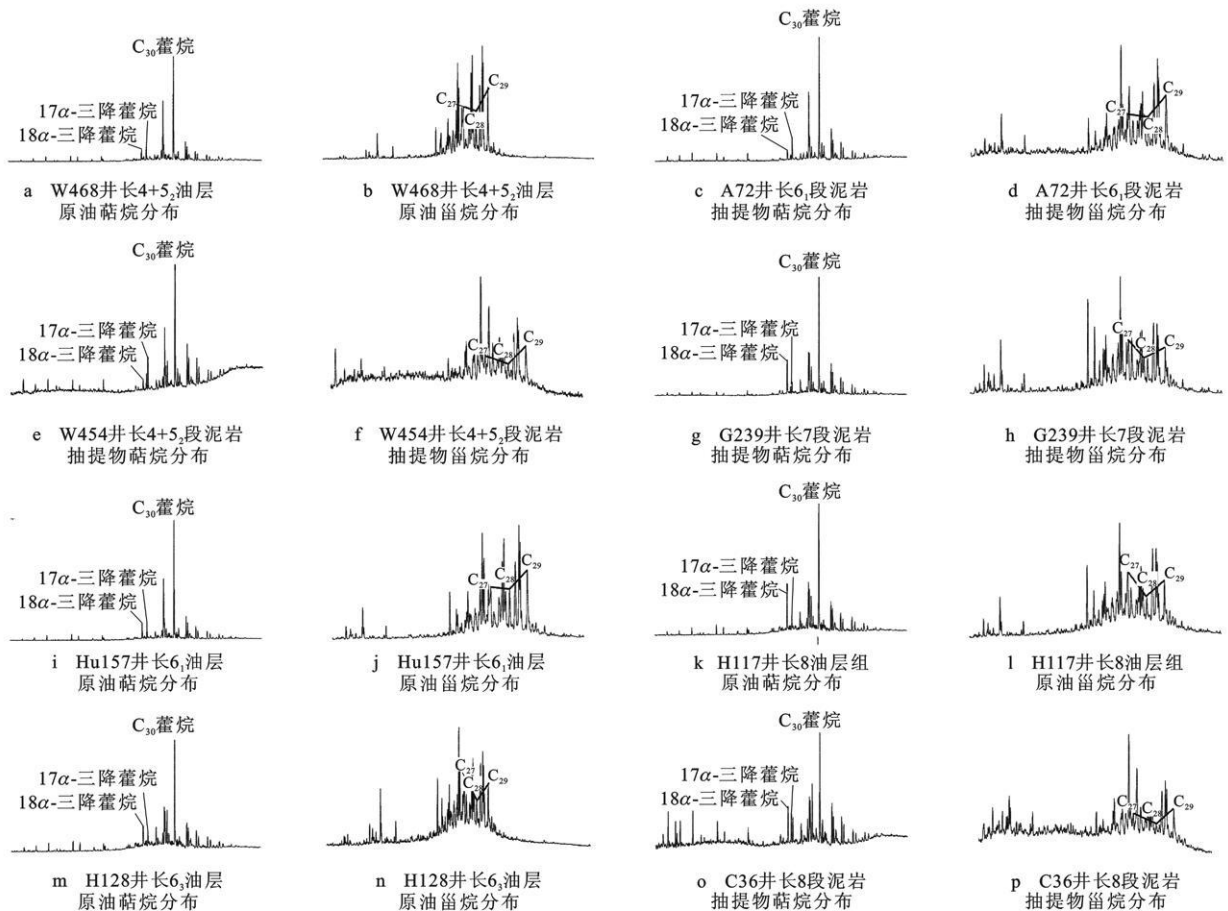 C₃₀藿烷
17α-三降藿烷
18α-三降藿烷
a W468井长4+5₂油层
原油萜烷分布
C₂₇
C₂₈
C₂₉
b W468井长4+5₂油层
原油甾烷分布
C₃₀藿烷
17α-三降藿烷
18α-三降藿烷
c A72井长6₁段泥岩
抽提物萜烷分布
C₂₇
C₂₈
C₂₉
d A72井长6₁段泥岩
抽提物甾烷分布
C₃₀藿烷
17α-三降藿烷
18α-三降藿烷
e W454井长4+5₂段泥岩
抽提物萜烷分布
C₂₇
C₂₈
C₂₉
f W454井长4+5₂段泥岩
抽提物甾烷分布
C₃₀藿烷
17α-三降藿烷
18α-三降藿烷
g G239井长7段泥岩
抽提物萜烷分布
C₂₇
C₂₈
C₂₉
h G239井长7段泥岩
抽提物甾烷分布
C₃₀藿烷
17α-三降藿烷
18α-三降藿烷
i Hu157井长6₁油层
原油萜烷分布
C₂₇
C₂₈
C₂₉
j Hu157井长6₁油层
原油甾烷分布
C₃₀藿烷
17α-三降藿烷
18α-三降藿烷
k H117井长8油层组
原油萜烷分布
C₂₇
C₂₈
C₂₉
l H117井长8油层组
原油甾烷分布
C₃₀藿烷
17α-三降藿烷
18α-三降藿烷
m H128井长6₃油层
原油萜烷分布
C₂₇
C₂₈
C₂₉
n H128井长6₃油层
原油甾烷分布
C₃₀藿烷
17α-三降藿烷
18α-三降藿烷
o C36井长8段泥岩
抽提物萜烷分布
C₂₇
C₂₈
C₂₉
p C36井长8段泥岩
抽提物甾烷分布